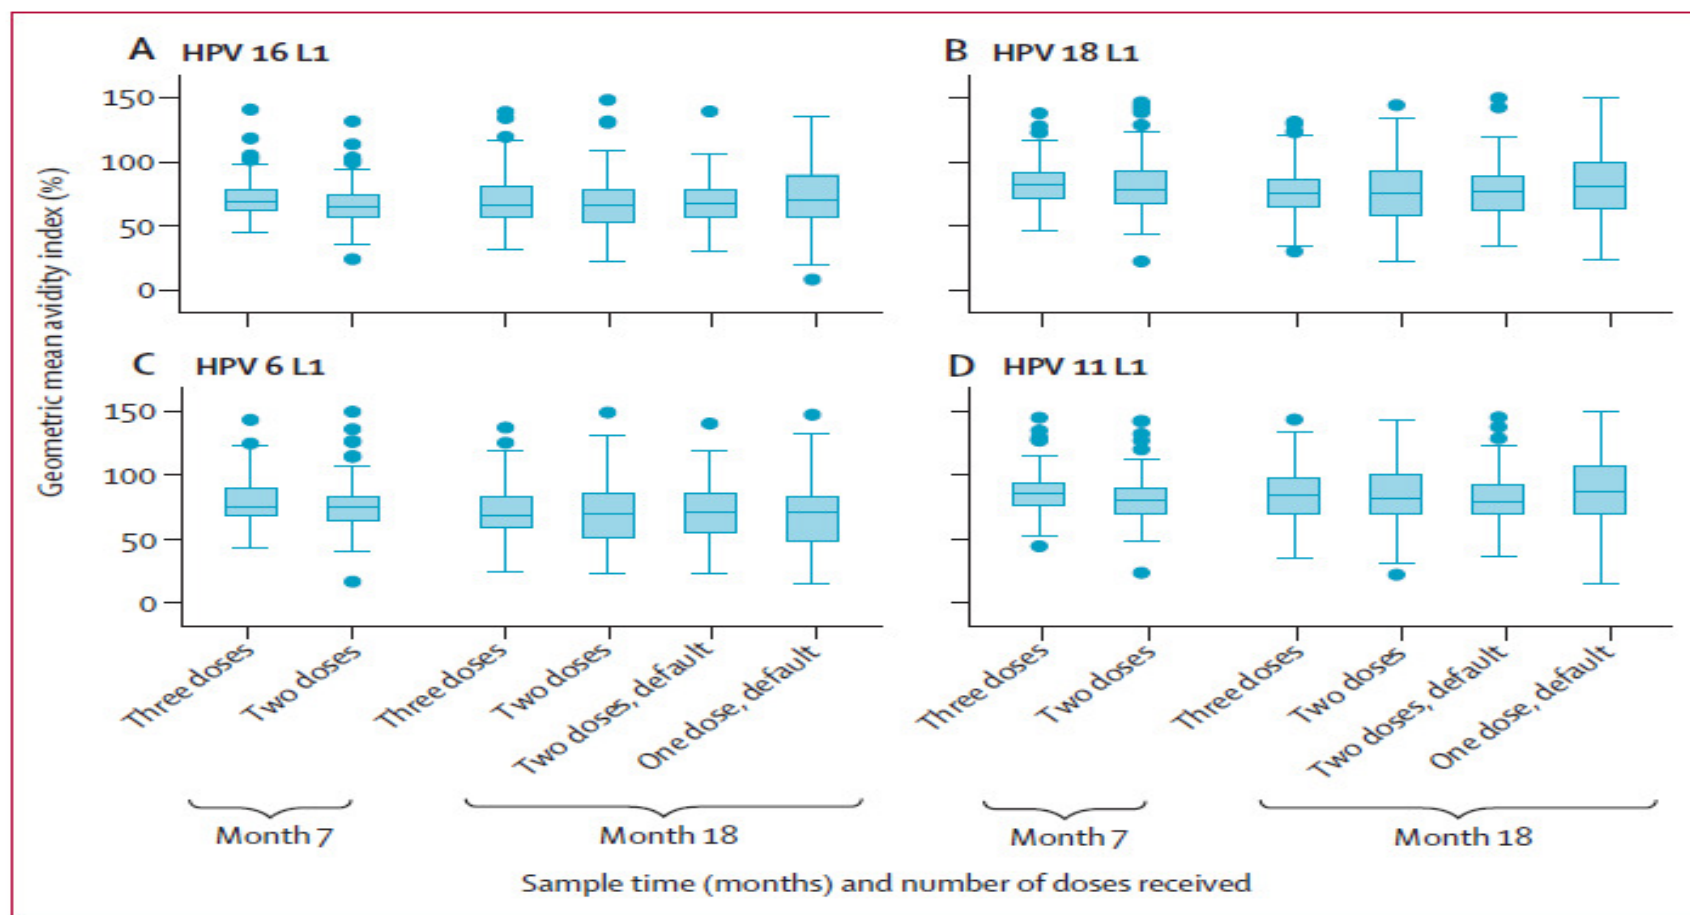 A HPV 16 L1
B HPV 18 L1
150
100
50
0
Geometric mean avidity index (%)
C HPV 6 L1
D HPV 11 L1
150
100
50
0
Three doses
Two doses
Three doses
Two doses
Two doses, default
One dose, default
Three doses
Two doses
Three doses
Two doses
Two doses, default
One dose, default
Month 7
Month 18
Month 7
Month 18
Sample time (months) and number of doses received